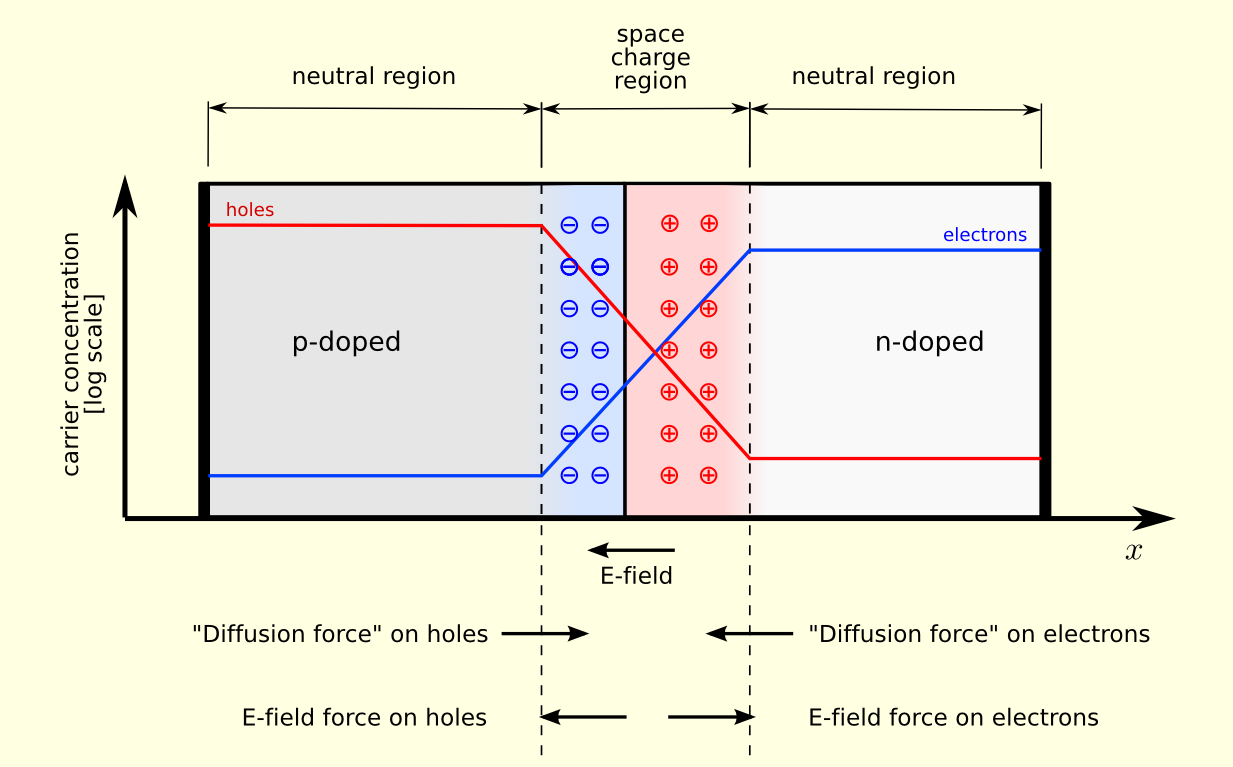 space
charge
region
neutral region
neutral region
holes
electrons
carrier concentration
[log scale]
p-doped
n-doped
x
E-field
"Diffusion force" on holes
"Diffusion force" on electrons
E-field force on holes
E-field force on electrons